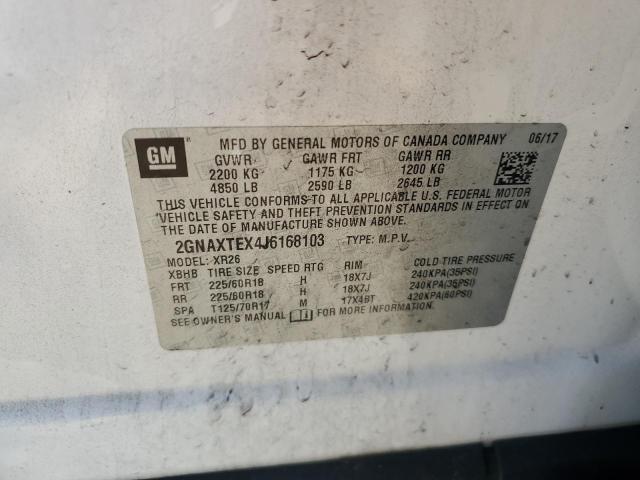 GM
MFD BY GENERAL MOTORS OF CANADA COMPANY 06/17
GVWR GAWR FRT GAWR RR
2200 KG 1175 KG 1200 KG
4850 LB 2590 LB 2645 LB
THIS VEHICLE CONFORMS TO ALL APPLICABLE U.S. FEDERAL MOTOR
VEHICLE SAFETY AND THEFT PREVENTION STANDARDS IN EFFECT ON
THE DATE OF MANUFACTURE SHOWN ABOVE.
2GNAXTEX4J6168103 TYPE: M.P.V.
MODEL: XR26
XBHB TIRE SIZE SPEED RTG RIM COLD TIRE PRESSURE
FRT 225/60R18 H 18X7J 240KPA(35PSI)
RR 225/60R18 H 18X7J 240KPA(35PSI)
SPA T125/70R17 M 17X4BT 420KPA(60PSI)
SEE OWNER'S MANUAL FOR MORE INFORMATION.